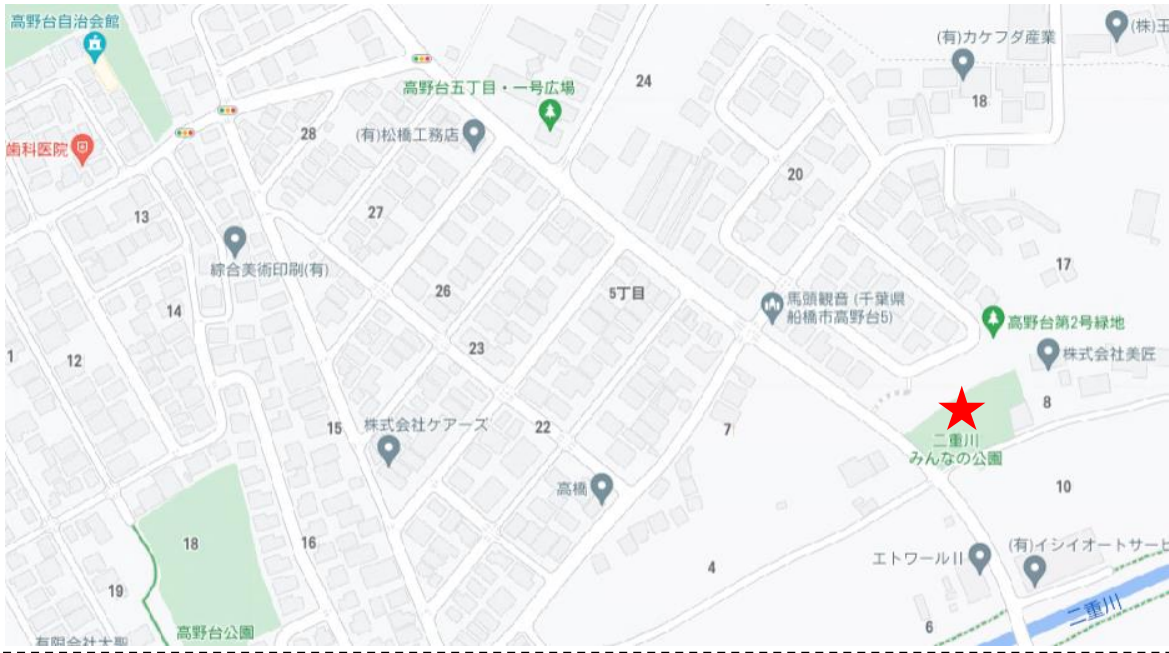 高野台自治会館
(有)カケフダ産業
(株)玉
24
高野台五丁目・一号広場
18
28
(有)松橋工務店
歯科医院
20
13
27
綜合美術印刷(有)
17
26
5丁目
馬頭観音 (千葉県
船橋市高野台5)
14
高野台第2号緑地
23
1
12
株式会社美匠
8
15
株式会社ケアーズ
22
7
二重川
みんなの公園
高橋
10
18
16
エトワールII
(有)イシイオートサービ
4
19
二重川
6
高野台公園
有限会社大聖